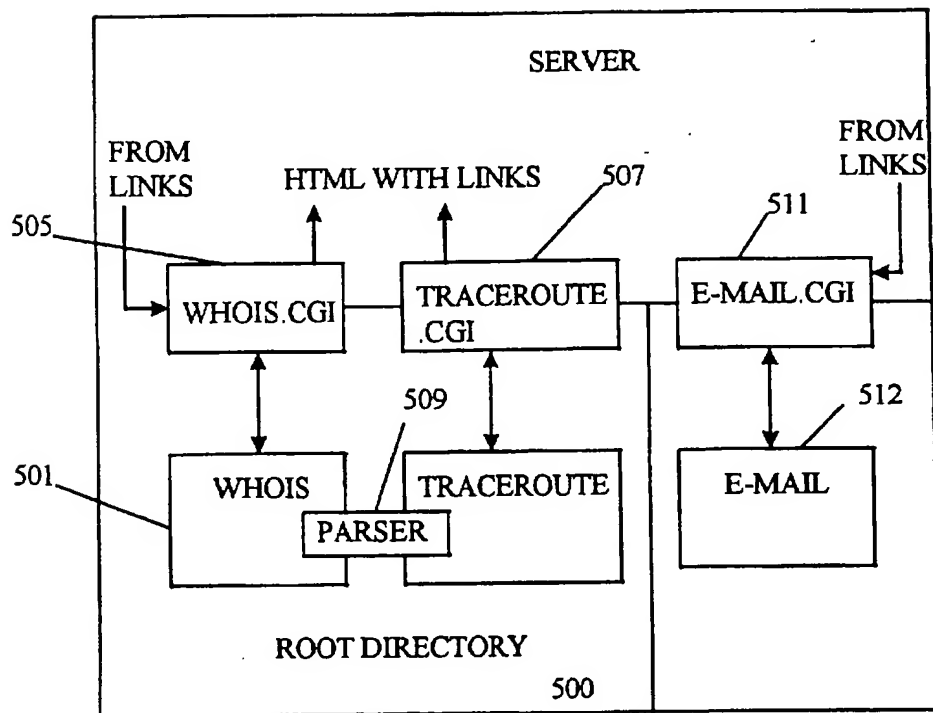 SERVER
FROM
LINKS
HTML WITH LINKS
507
FROM
LINKS
511
505
WHOIS.CGI
TRACEROUTE
.CGI
E-MAIL.CGI
509
512
501
WHOIS
TRACEROUTE
E-MAIL
PARSER
ROOT DIRECTORY
500